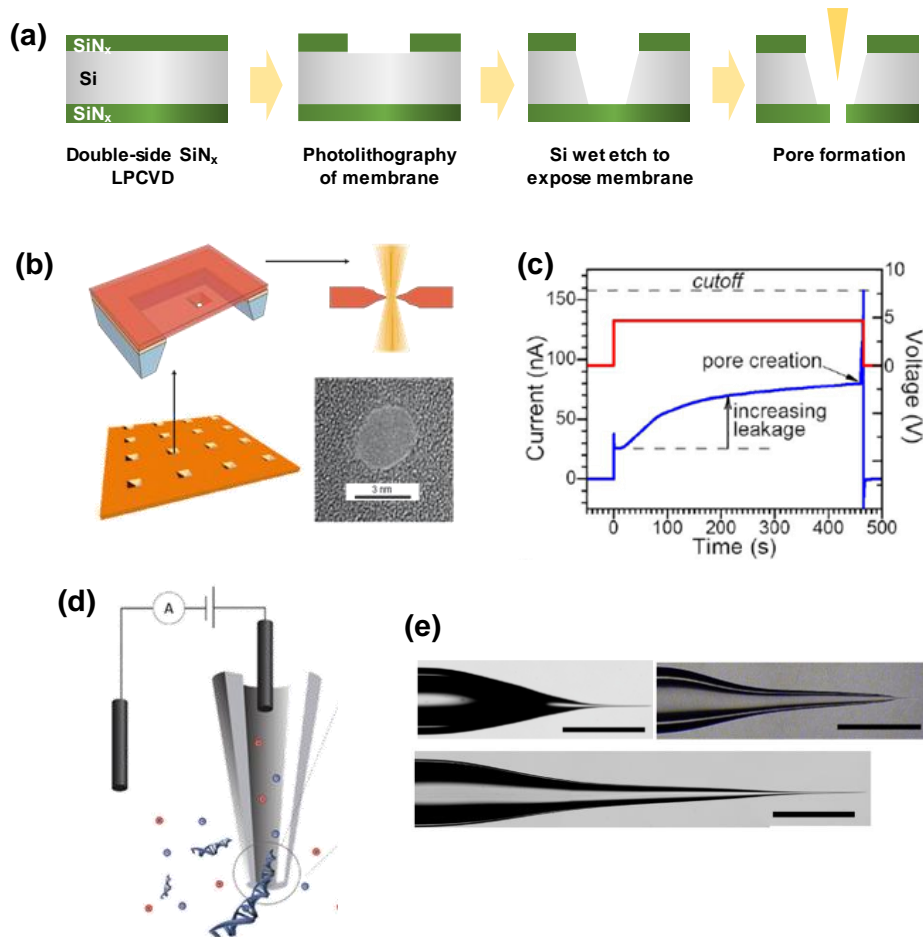 (a)
SiNₓ
Si
SiNₓ
Double-side SiNₓ
LPCVD
Photolithography
of membrane
Si wet etch to
expose membrane
Pore formation
(b)
3 nm
(c)
cutoff
pore creation
increasing
leakage
Current (nA)
150
100
50
0
Voltage (V)
10
5
0
0 100 200 300 400 500
Time (s)
(d)
A
(e)